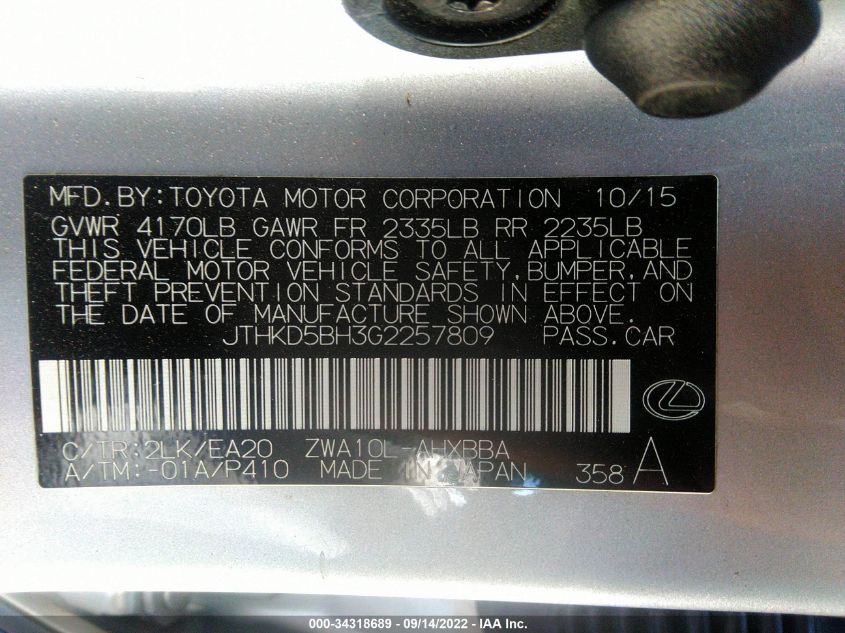 MFD.BY:TOYOTA MOTOR CORPORATION 10/15
GVWR 4170LB GAWR FR 2335LB RR 2235LB
THIS VEHICLE CONFORMS TO ALL APPLICABLE
FEDERAL MOTOR VEHICLE SAFETY,BUMPER,AND
THEFT PREVENTION STANDARDS IN EFFECT ON
THE DATE OF MANUFACTURE SHOWN ABOVE.
JTHKD5BH3G2257809 PASS.CAR
C/TR:2LK/EA20 ZWA10L-AHXBBA
A/TM:-01A/P410 MADE IN JAPAN 358 A
000-34318689 - 09/14/2022 - IAA Inc.